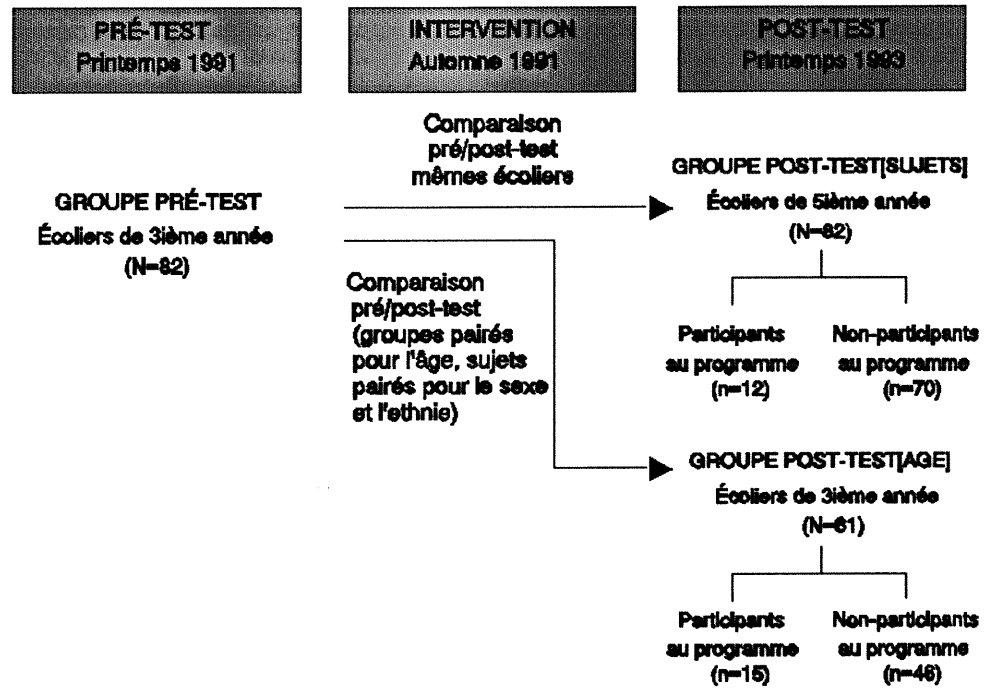 PRÉ-TEST
Printemps 1991
INTERVENTION
Automne 1991
POST-TEST
Printemps 1993
Comparaison
pré/post-test
mêmes écoliers
GROUPE PRÉ-TEST
Écoliers de 3ième année
(N=82)
GROUPE POST-TEST[SUJETS]
Écoliers de 5ième année
(N=82)
Participants
au programme
(n=12)
Non-participants
au programme
(n=70)
Comparaison
pré/post-test
(groupes pairés
pour l'âge, sujets
pairés pour le sexe
et l'ethnie)
GROUPE POST-TEST[AGE]
Écoliers de 3ième année
(N=61)
Participants
au programme
(n=15)
Non-participants
au programme
(n=46)